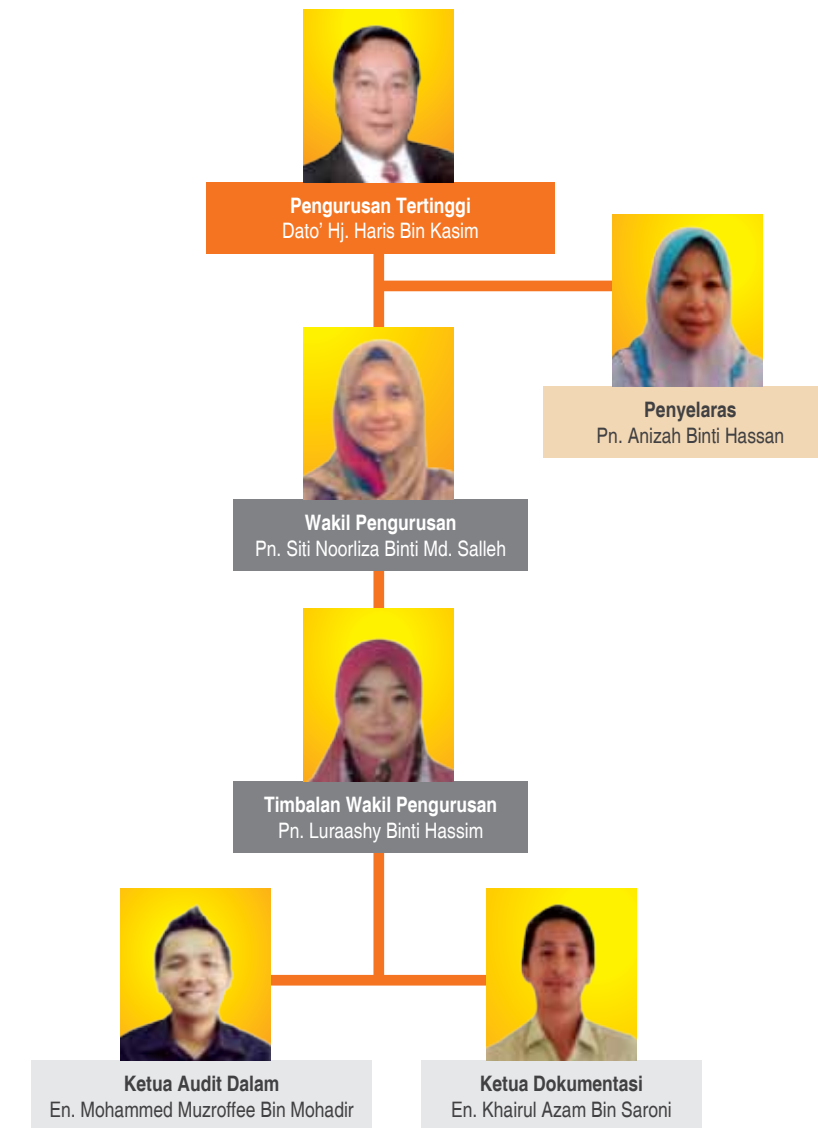 Pengurusan Tertinggi
Dato' Hj. Haris Bin Kasim
Penyelaras
Pn. Anizah Binti Hassan
Wakil Pengurusan
Pn. Siti Noorliza Binti Md. Salleh
Timbalan Wakil Pengurusan
Pn. Luraashy Binti Hassim
Ketua Audit Dalam
En. Mohammed Muzroffee Bin Mohadir
Ketua Dokumentasi
En. Khairul Azam Bin Saroni